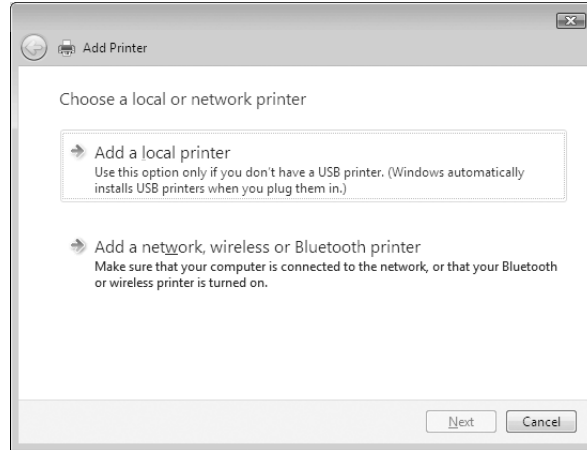 Add Printer
Choose a local or network printer
Add a local printer
Use this option only if you don't have a USB printer. (Windows automatically
installs USB printers when you plug them in.)
Add a network, wireless or Bluetooth printer
Make sure that your computer is connected to the network, or that your Bluetooth
or wireless printer is turned on.
Next Cancel